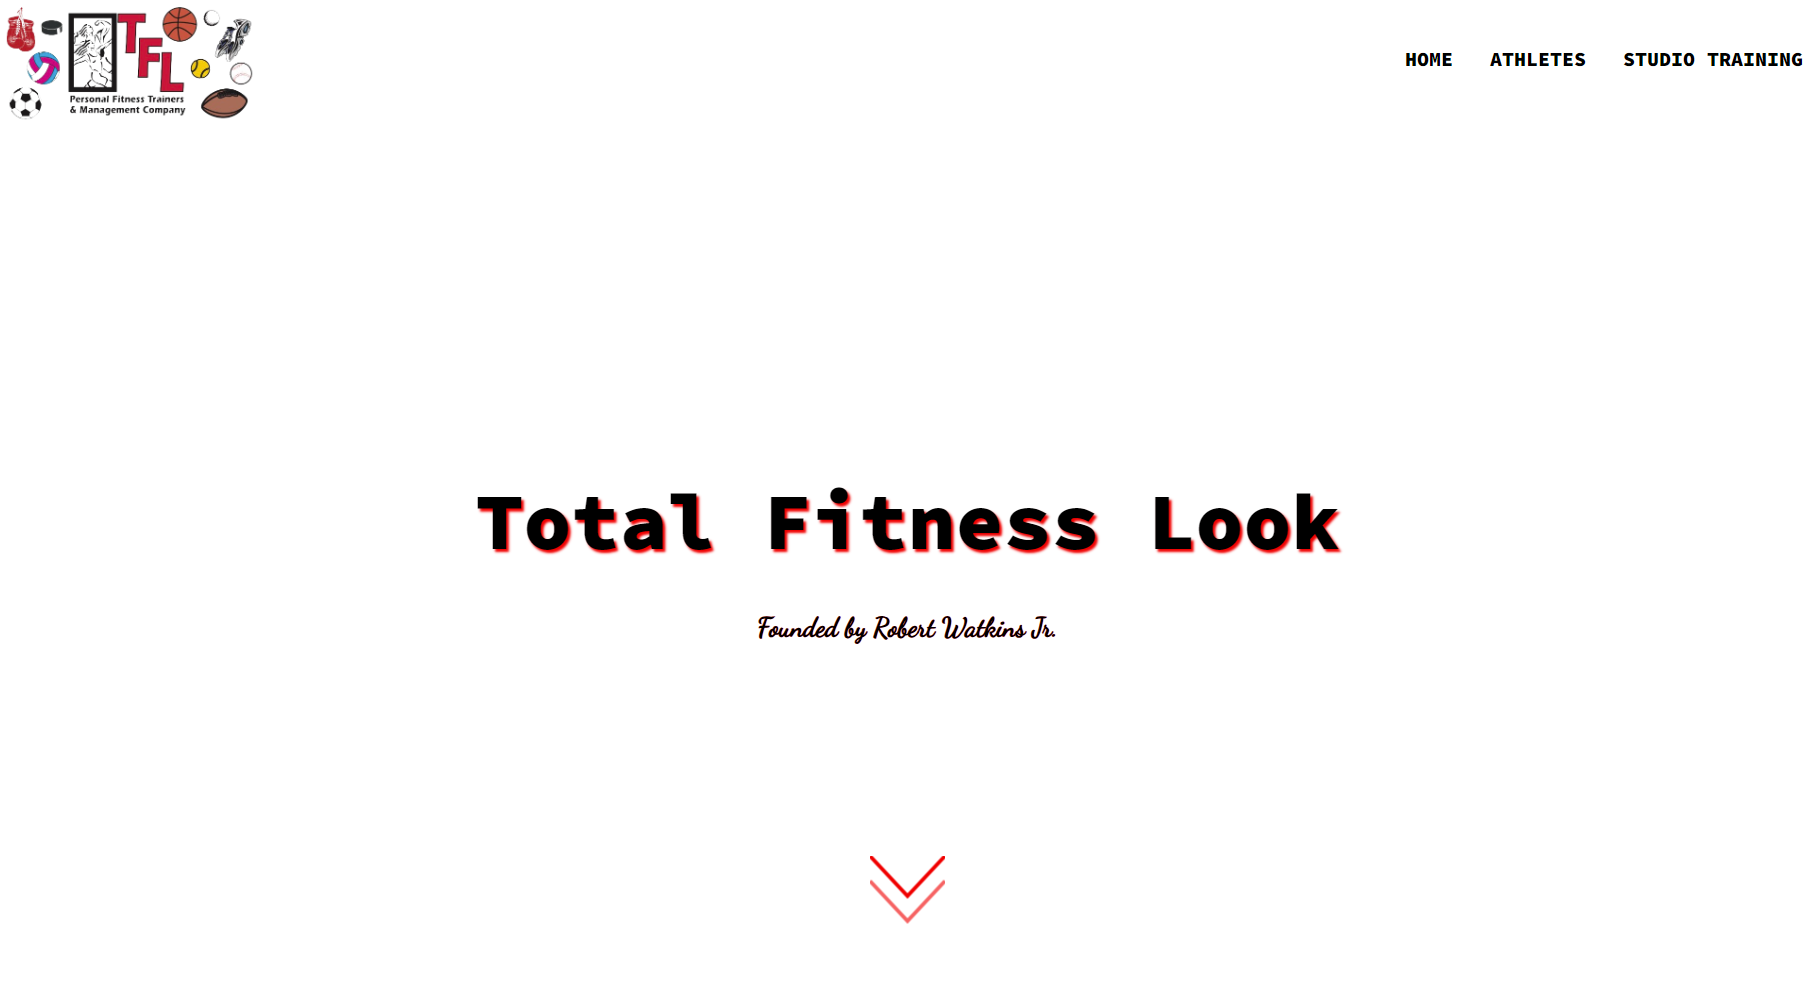 TFL
Personal Fitness Trainers
& Management Company
HOME ATHLETES STUDIO TRAINING
Total Fitness Look
Founded by Robert Watkins Jr.